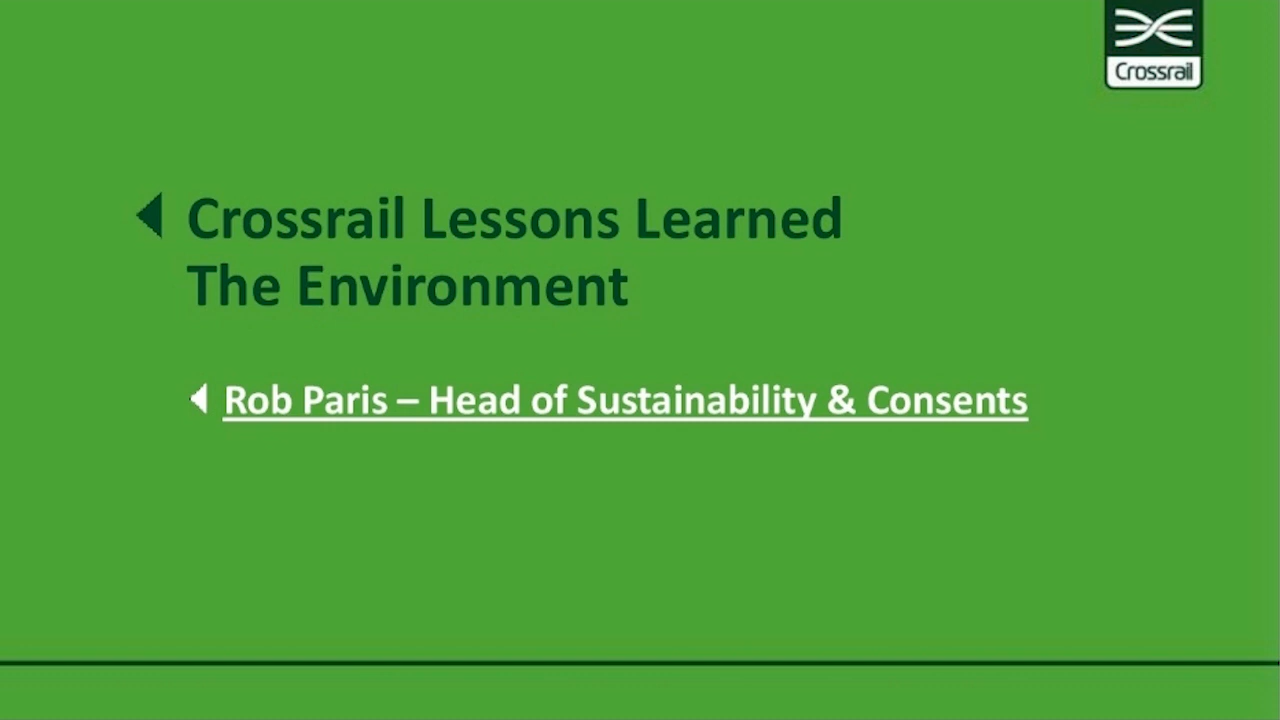 Crossrail
Crossrail Lessons Learned
The Environment
Rob Paris – Head of Sustainability & Consents